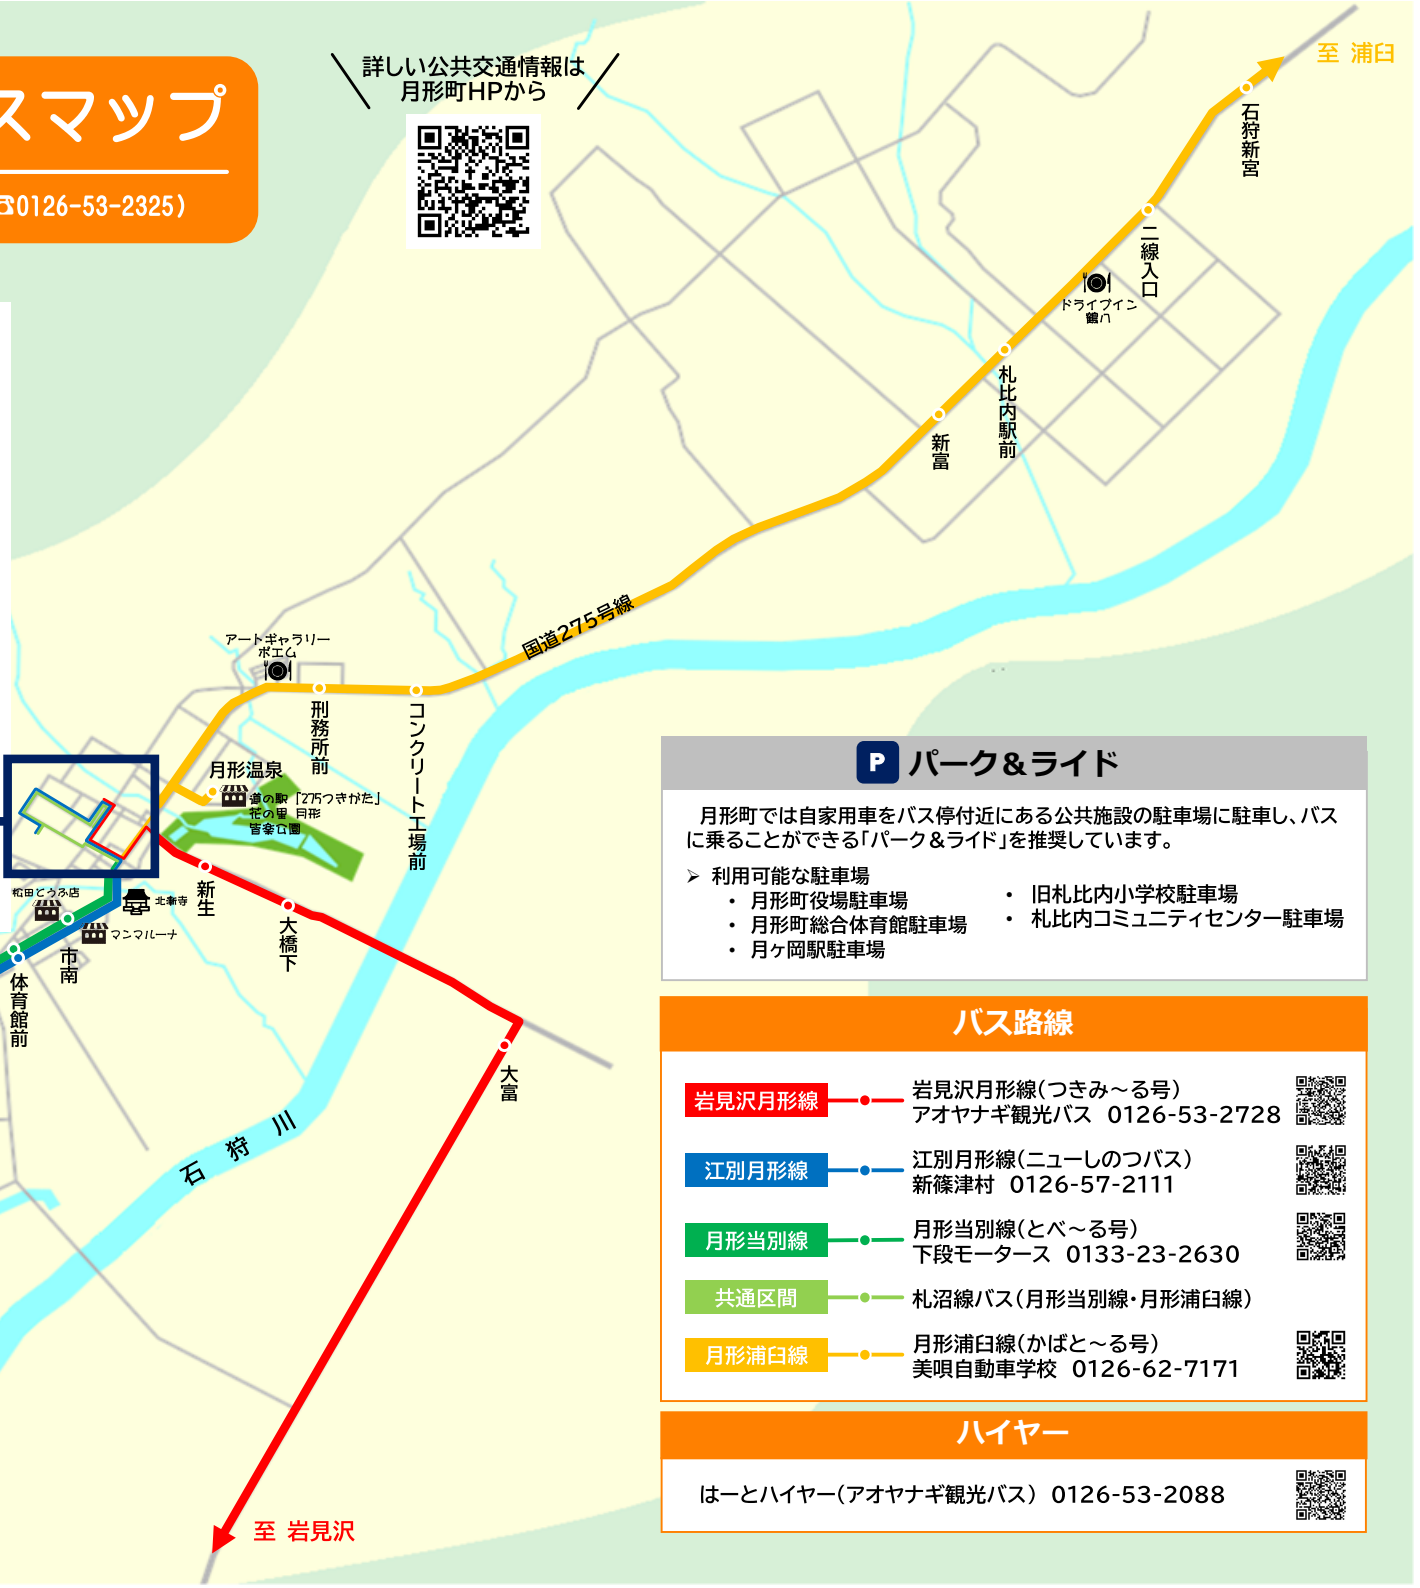 スマップ
☎0126-53-2325)
詳しい公共交通情報は
月形町HPから
至 浦臼
石狩新宮
二線入口
ドライブイン
鶴八
札比内駅前
新富
国道275号線
アートギャラリー
ポエム
刑務所前
コンクリート工場前
月形温泉
道の駅「275つきがた」
花の里 月形
皆楽公園
新生
大橋下
松田とうふ店
北漸寺
マンマルーナ
市南
体育館前
大富
石狩川
至 岩見沢
P パーク&ライド
月形町では自家用車をバス停付近にある公共施設の駐車場に駐車し、バス
に乗ることができる「パーク&ライド」を推奨しています。
➢ 利用可能な駐車場
• 月形町役場駐車場
• 月形町総合体育館駐車場
• 月ヶ岡駅駐車場
• 旧札比内小学校駐車場
• 札比内コミュニティセンター駐車場
バス路線
岩見沢月形線
岩見沢月形線(つきみ~る号)
アオヤナギ観光バス 0126-53-2728
江別月形線
江別月形線(ニューしのつバス)
新篠津村 0126-57-2111
月形当別線
月形当別線(とべ~る号)
下段モータース 0133-23-2630
共通区間
札沼線バス(月形当別線・月形浦臼線)
月形浦臼線
月形浦臼線(かばと~る号)
美唄自動車学校 0126-62-7171
ハイヤー
はーとハイヤー(アオヤナギ観光バス) 0126-53-2088